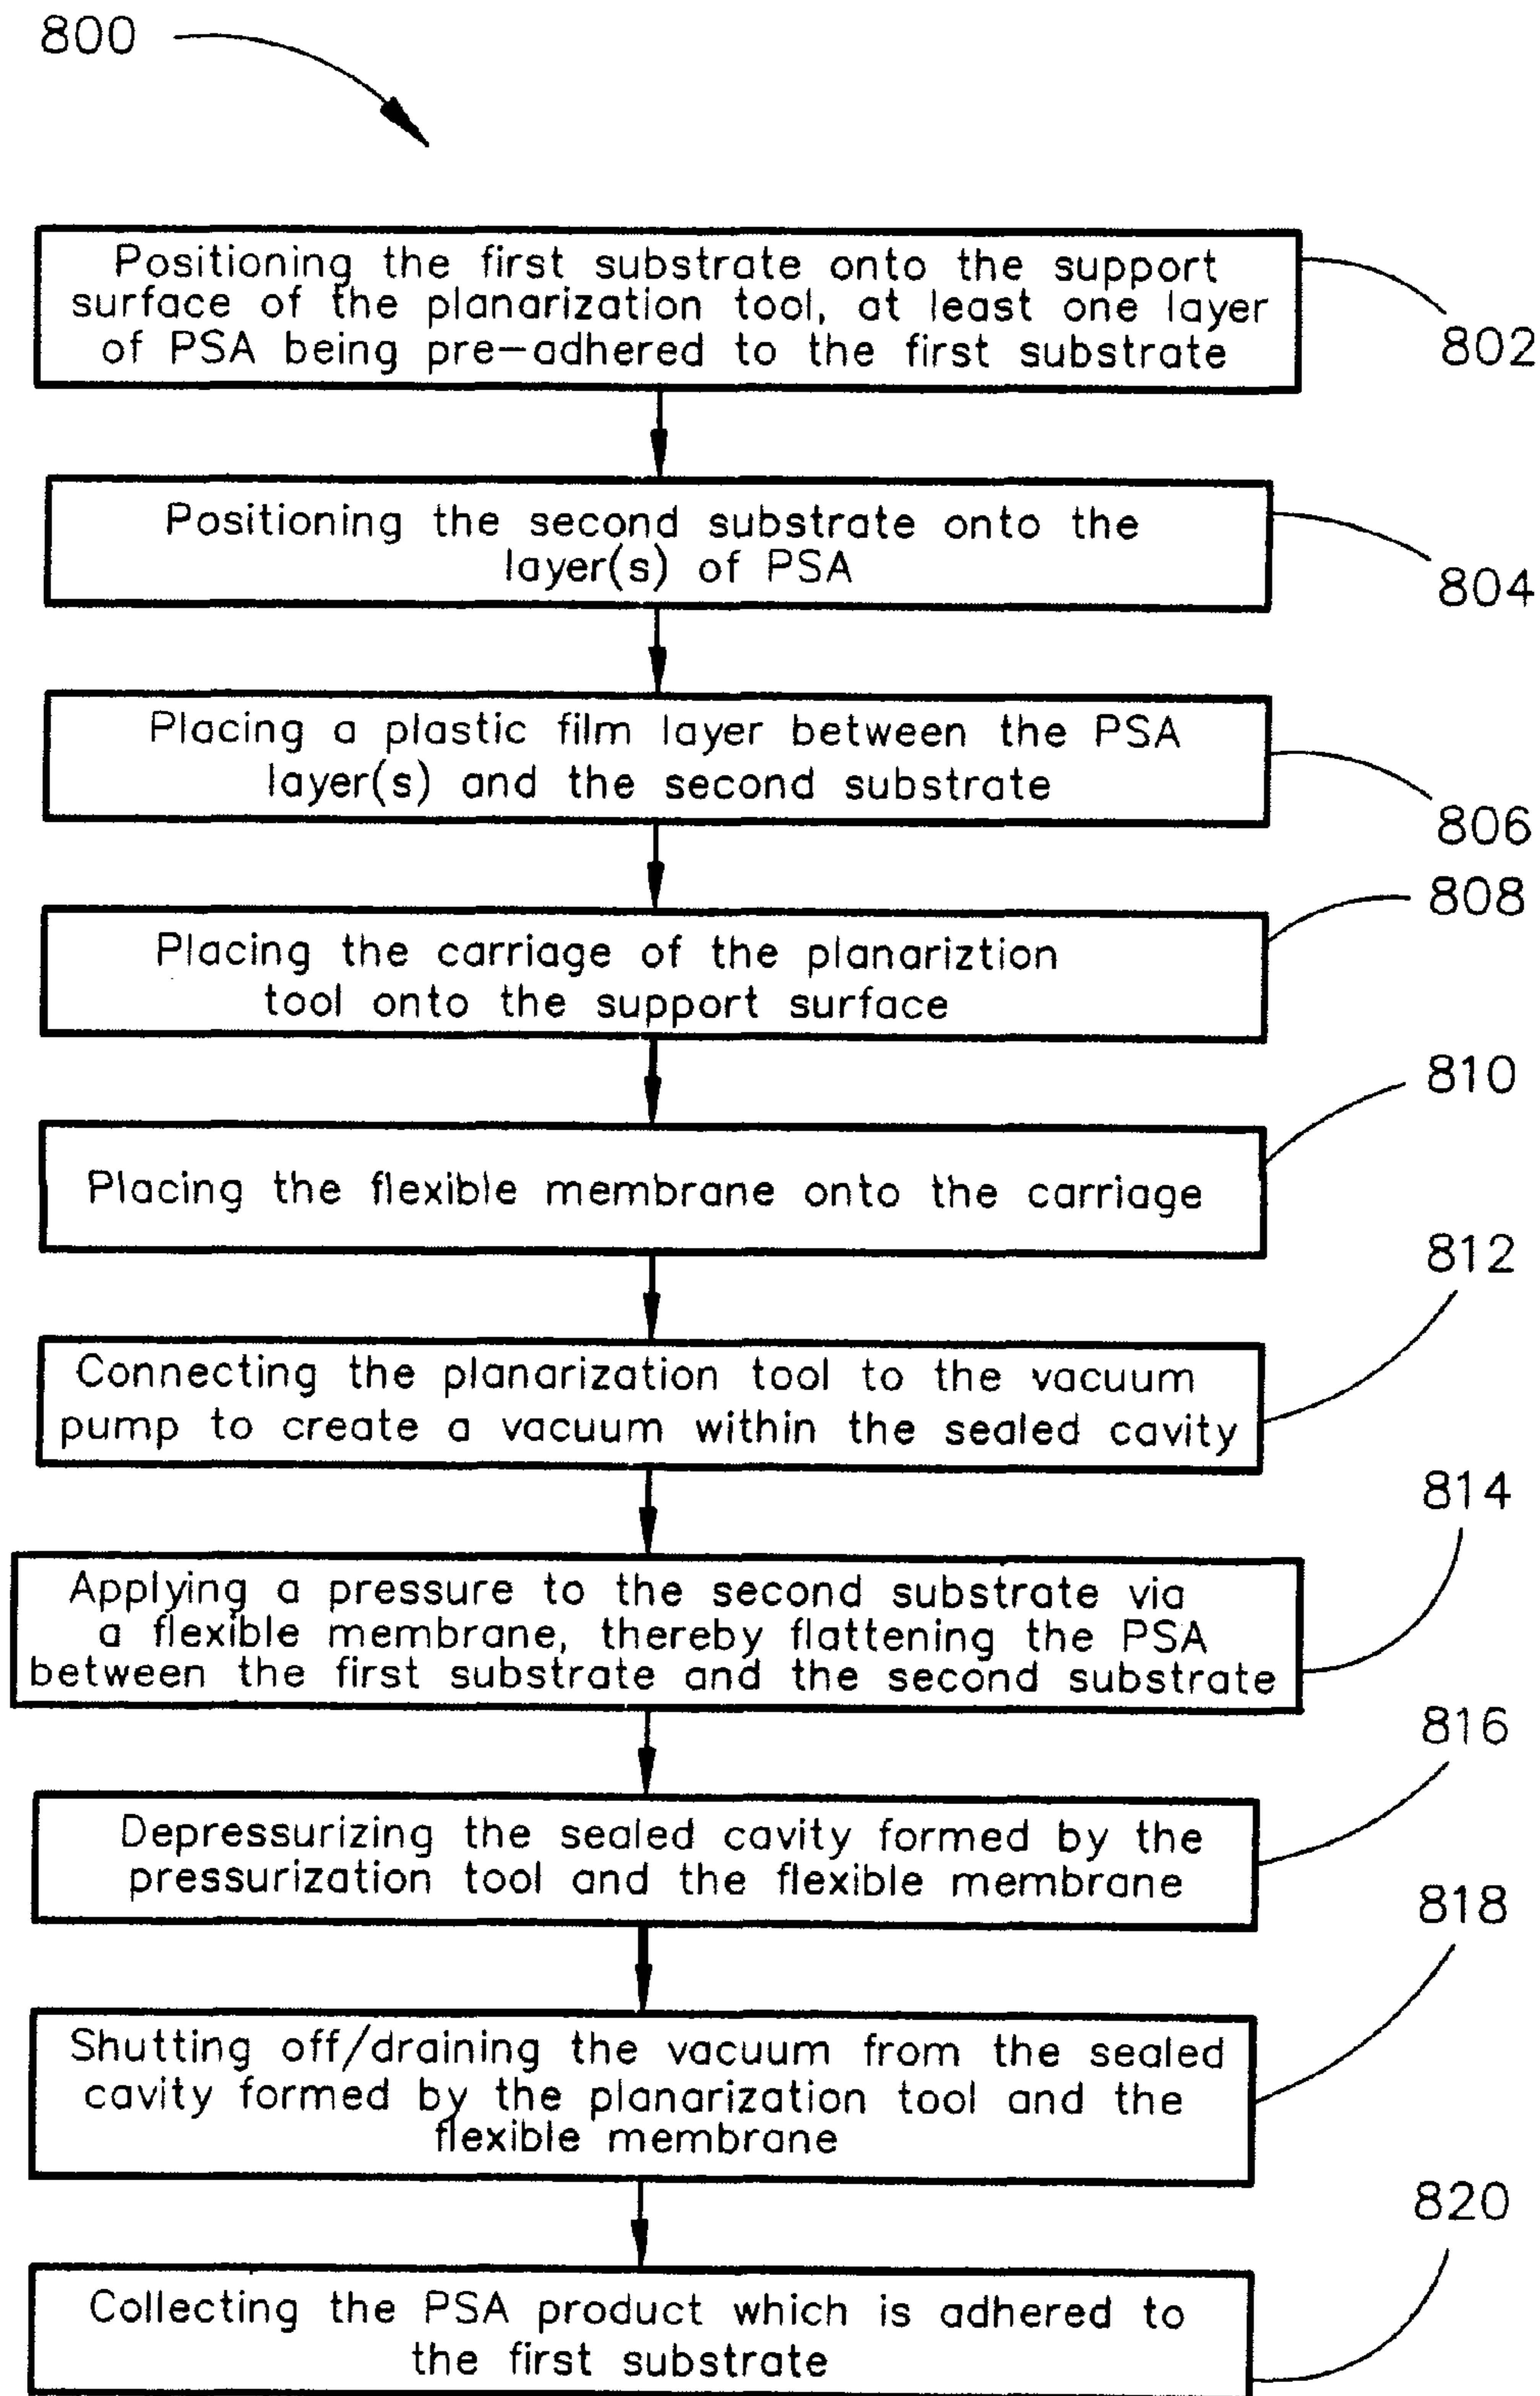 800
Positioning the first substrate onto the support
surface of the planarization tool, at least one layer
of PSA being pre-adhered to the first substrate
802
Positioning the second substrate onto the
layer(s) of PSA
804
Placing a plastic film layer between the PSA
layer(s) and the second substrate
806
808
Placing the carriage of the planariztion
tool onto the support surface
810
Placing the flexible membrane onto the carriage
812
Connecting the planarization tool to the vacuum
pump to create a vacuum within the sealed cavity
814
Applying a pressure to the second substrate via
a flexible membrane, thereby flattening the PSA
between the first substrate and the second substrate
816
Depressurizing the sealed cavity formed by the
pressurization tool and the flexible membrane
818
Shutting off/draining the vacuum from the sealed
cavity formed by the planarization tool and the
flexible membrane
820
Collecting the PSA product which is adhered to
the first substrate